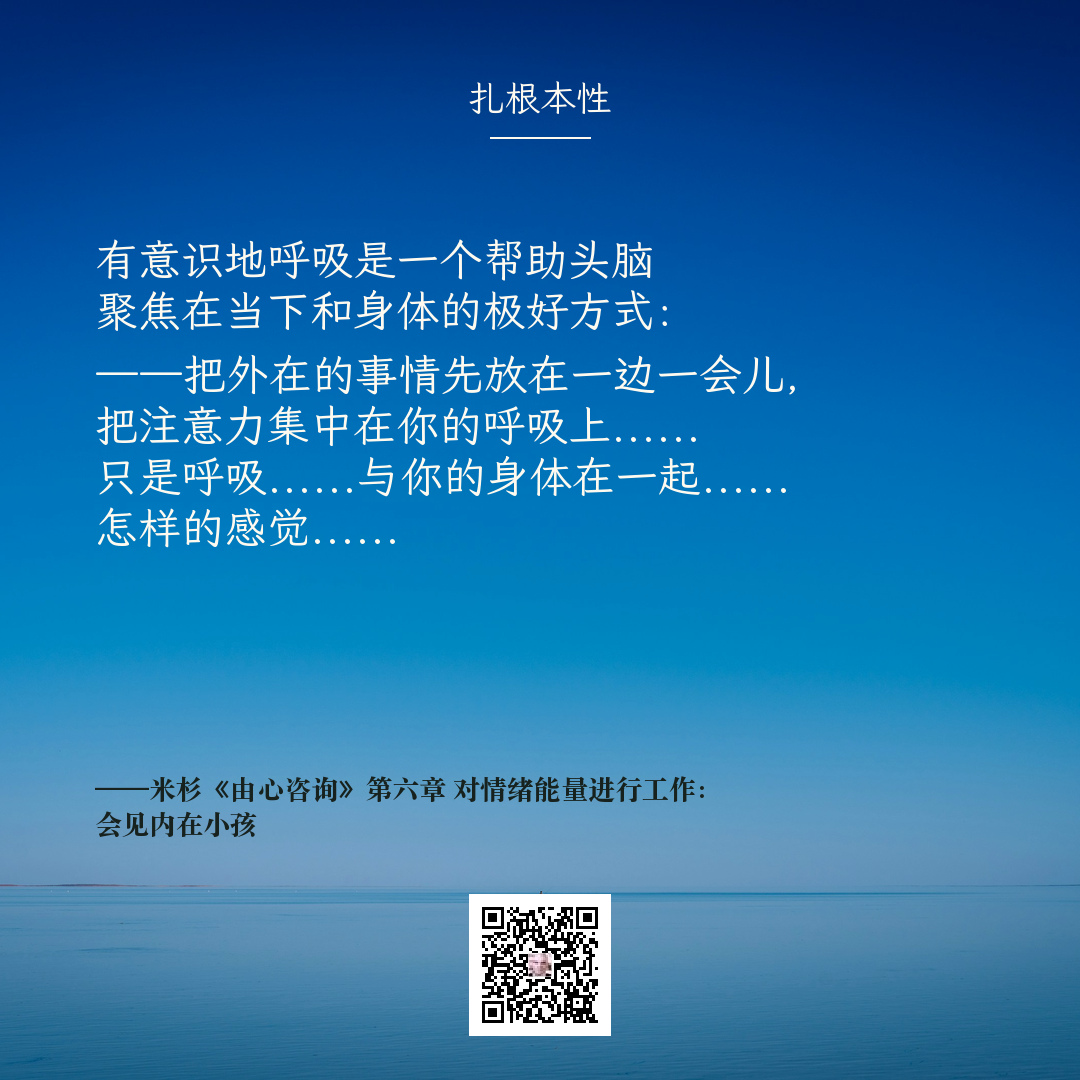 扎根本性
有意识地呼吸是一个帮助头脑
聚焦在当下和身体的极好方式：
——把外在的事情先放在一边一会儿，
把注意力集中在你的呼吸上……
只是呼吸……与你的身体在一起……
怎样的感觉……
——米杉《由心咨询》第六章 对情绪能量进行工作：
会见内在小孩